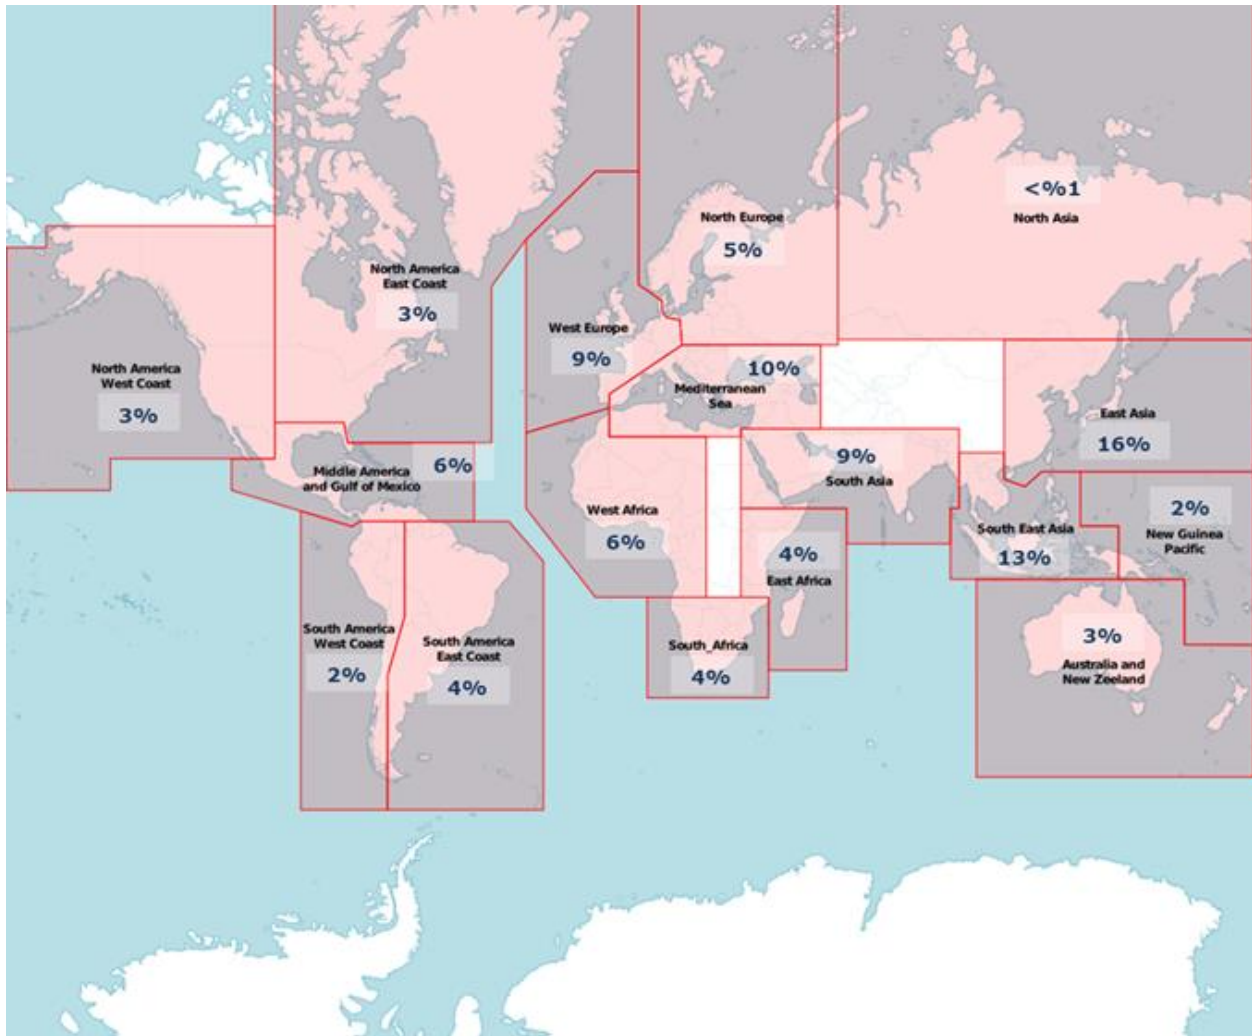 <%1
North Asia
North Europe
5%
North America
East Coast
3%
West Europe
9%
10%
Mediterranean
Sea
North America
West Coast
3%
East Asia
16%
6%
Middle America
and Gulf of Mexico
9%
South Asia
West Africa
6%
South East Asia
13%
2%
New Guinea
Pacific
4%
East Africa
South America
West Coast
2%
South America
East Coast
4%
South_Africa
4%
3%
Australia and
New Zeeland